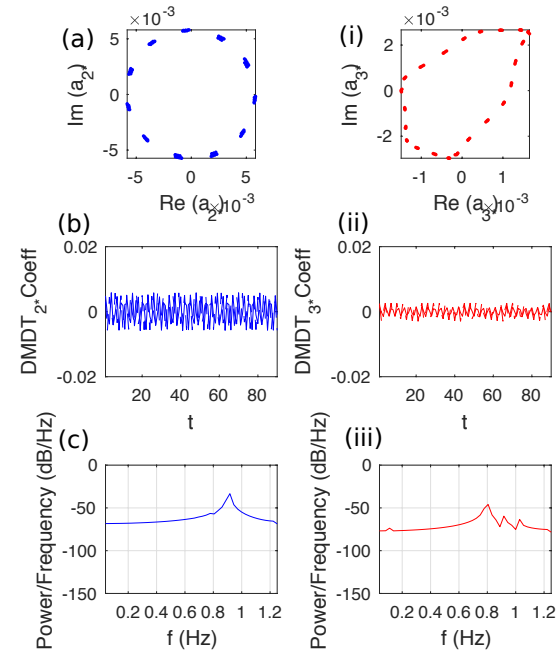 (a)
×10⁻³
5
0
-5
Im (a₂*)
-5 0 5
Re (a₂*) ×10⁻³
(i)
×10⁻³
2
0
-2
Im (a₃*)
-1 0 1
Re (a₃*) ×10⁻³
(b)
0.02
0
-0.02
DMDT₂* Coeff
20 40 60 80
t
(ii)
0.02
0
-0.02
DMDT₃* Coeff
20 40 60 80
t
(c)
0
-50
-100
-150
Power/Frequency (dB/Hz)
0.2 0.4 0.6 0.8 1 1.2
f (Hz)
(iii)
0
-50
-100
-150
Power/Frequency (dB/Hz)
0.2 0.4 0.6 0.8 1 1.2
f (Hz)